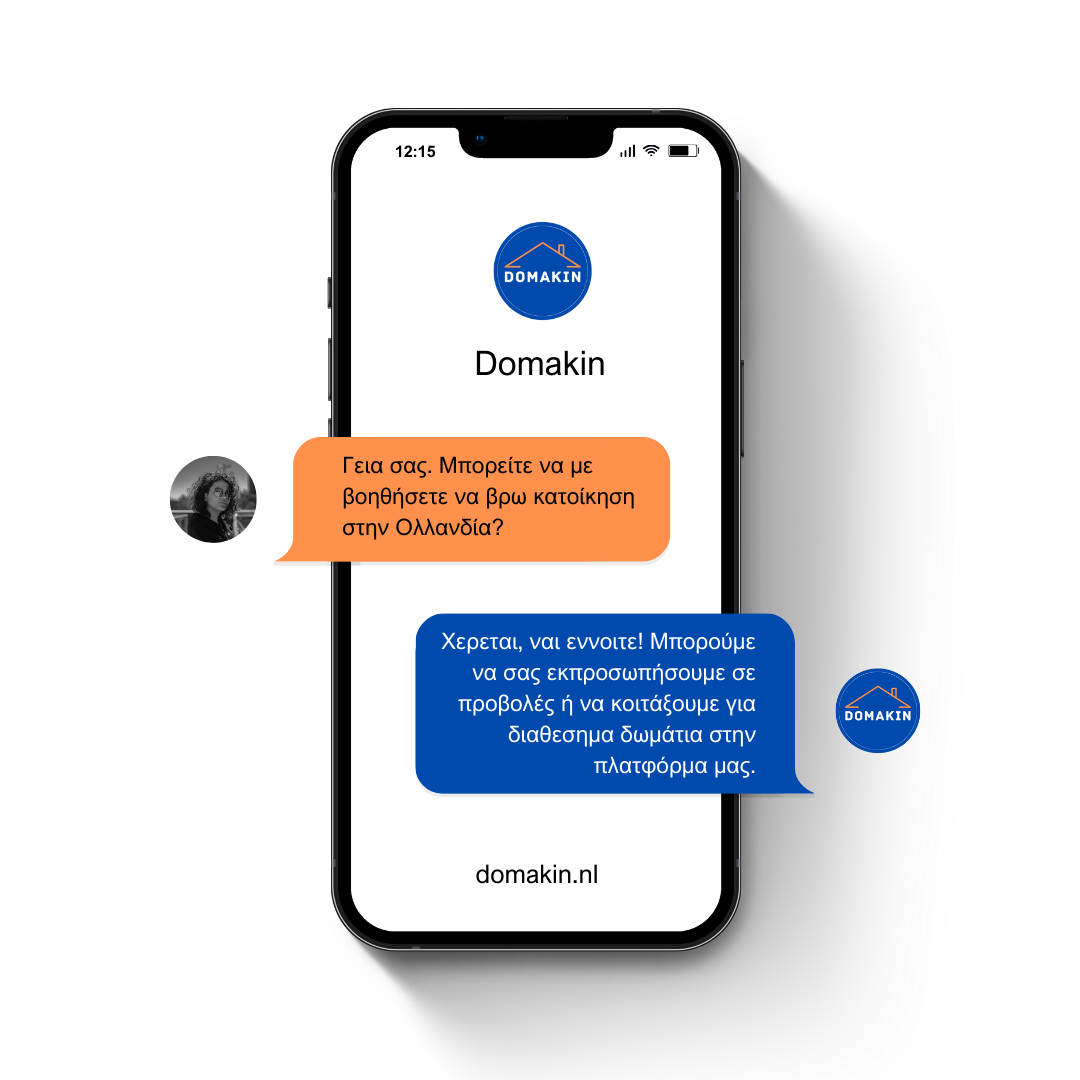 12:15
DOMAKIN
Domakin
Γεια σας. Μπορείτε να με
βοηθήσετε να βρω κατοίκηση
στην Ολλανδία?
Χερεται, ναι εννοιτε! Μπορούμε
να σας εκπροσωπήσουμε σε
προβολές ή να κοιτάξουμε για
διαθεσημα δωμάτια στην
πλατφόρμα μας.
DOMAKIN
domakin.nl